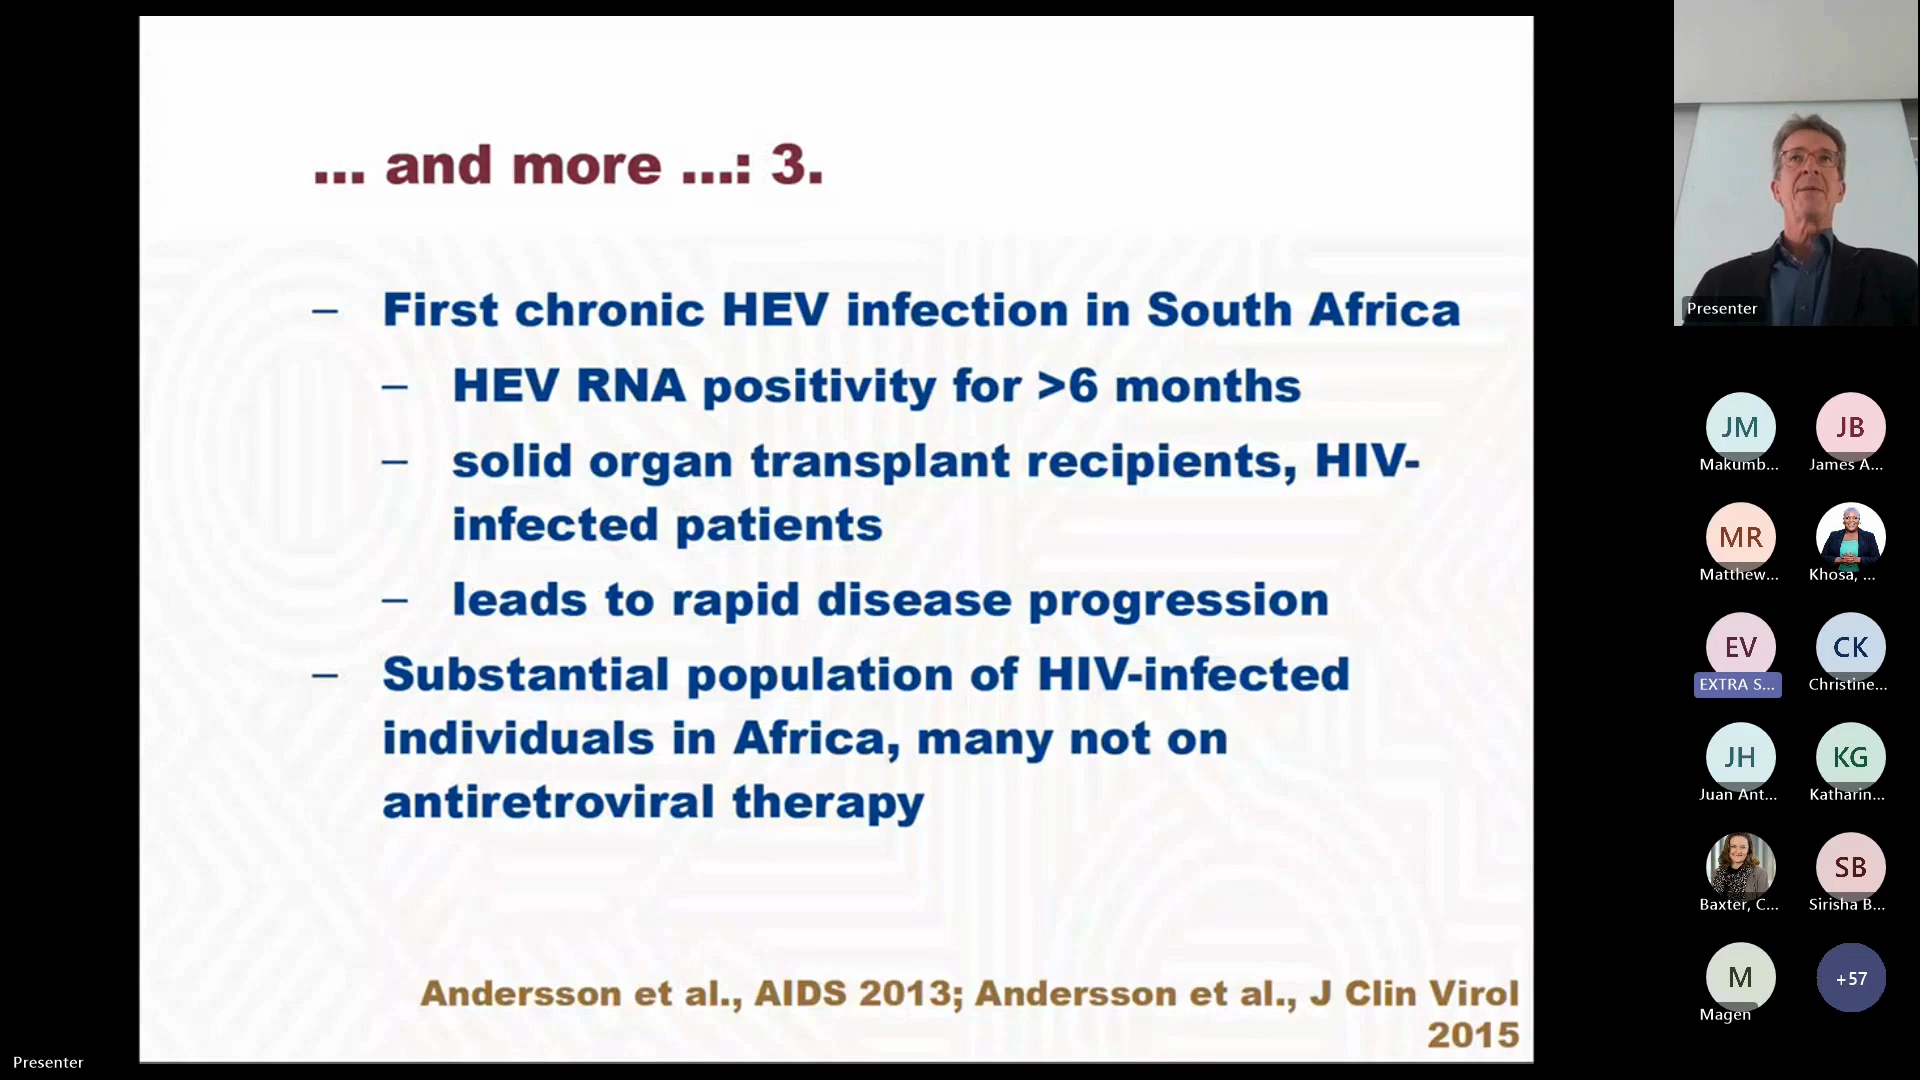 ... and more ...: 3.
– First chronic HEV infection in South Africa
– HEV RNA positivity for >6 months
– solid organ transplant recipients, HIV-
infected patients
– leads to rapid disease progression
– Substantial population of HIV-infected
individuals in Africa, many not on
antiretroviral therapy
Andersson et al., AIDS 2013; Andersson et al., J Clin Virol
2015
Presenter
Presenter
JM
JB
Makumb...
James A...
MR
Matthew...
Khosa, ...
EV
CK
EXTRA S...
Christine...
JH
KG
Juan Ant...
Katharin...
SB
Baxter, C...
Sirisha B...
M
+57
Magen